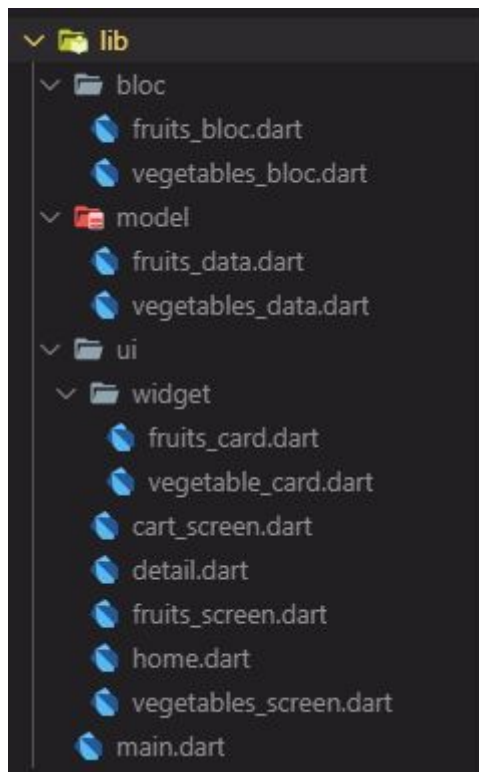 lib
bloc
fruits_bloc.dart
vegetables_bloc.dart
model
fruits_data.dart
vegetables_data.dart
ui
widget
fruits_card.dart
vegetable_card.dart
cart_screen.dart
detail.dart
fruits_screen.dart
home.dart
vegetables_screen.dart
main.dart